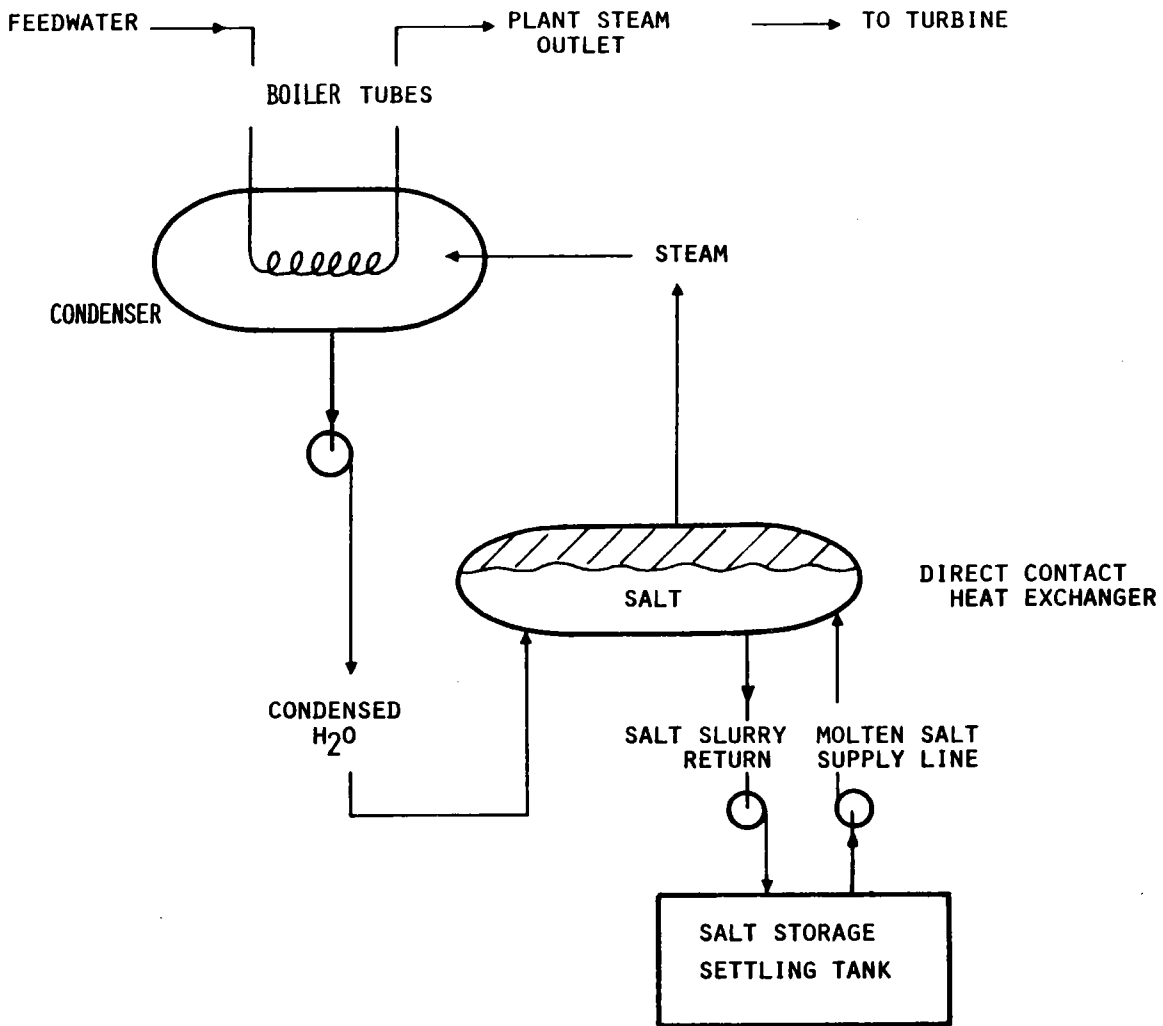 FEEDWATER
PLANT STEAM
OUTLET
TO TURBINE
BOILER TUBES
STEAM
CONDENSER
SALT
DIRECT CONTACT
HEAT EXCHANGER
CONDENSED
H2O
SALT SLURRY
RETURN
MOLTEN SALT
SUPPLY LINE
SALT STORAGE
SETTLING TANK